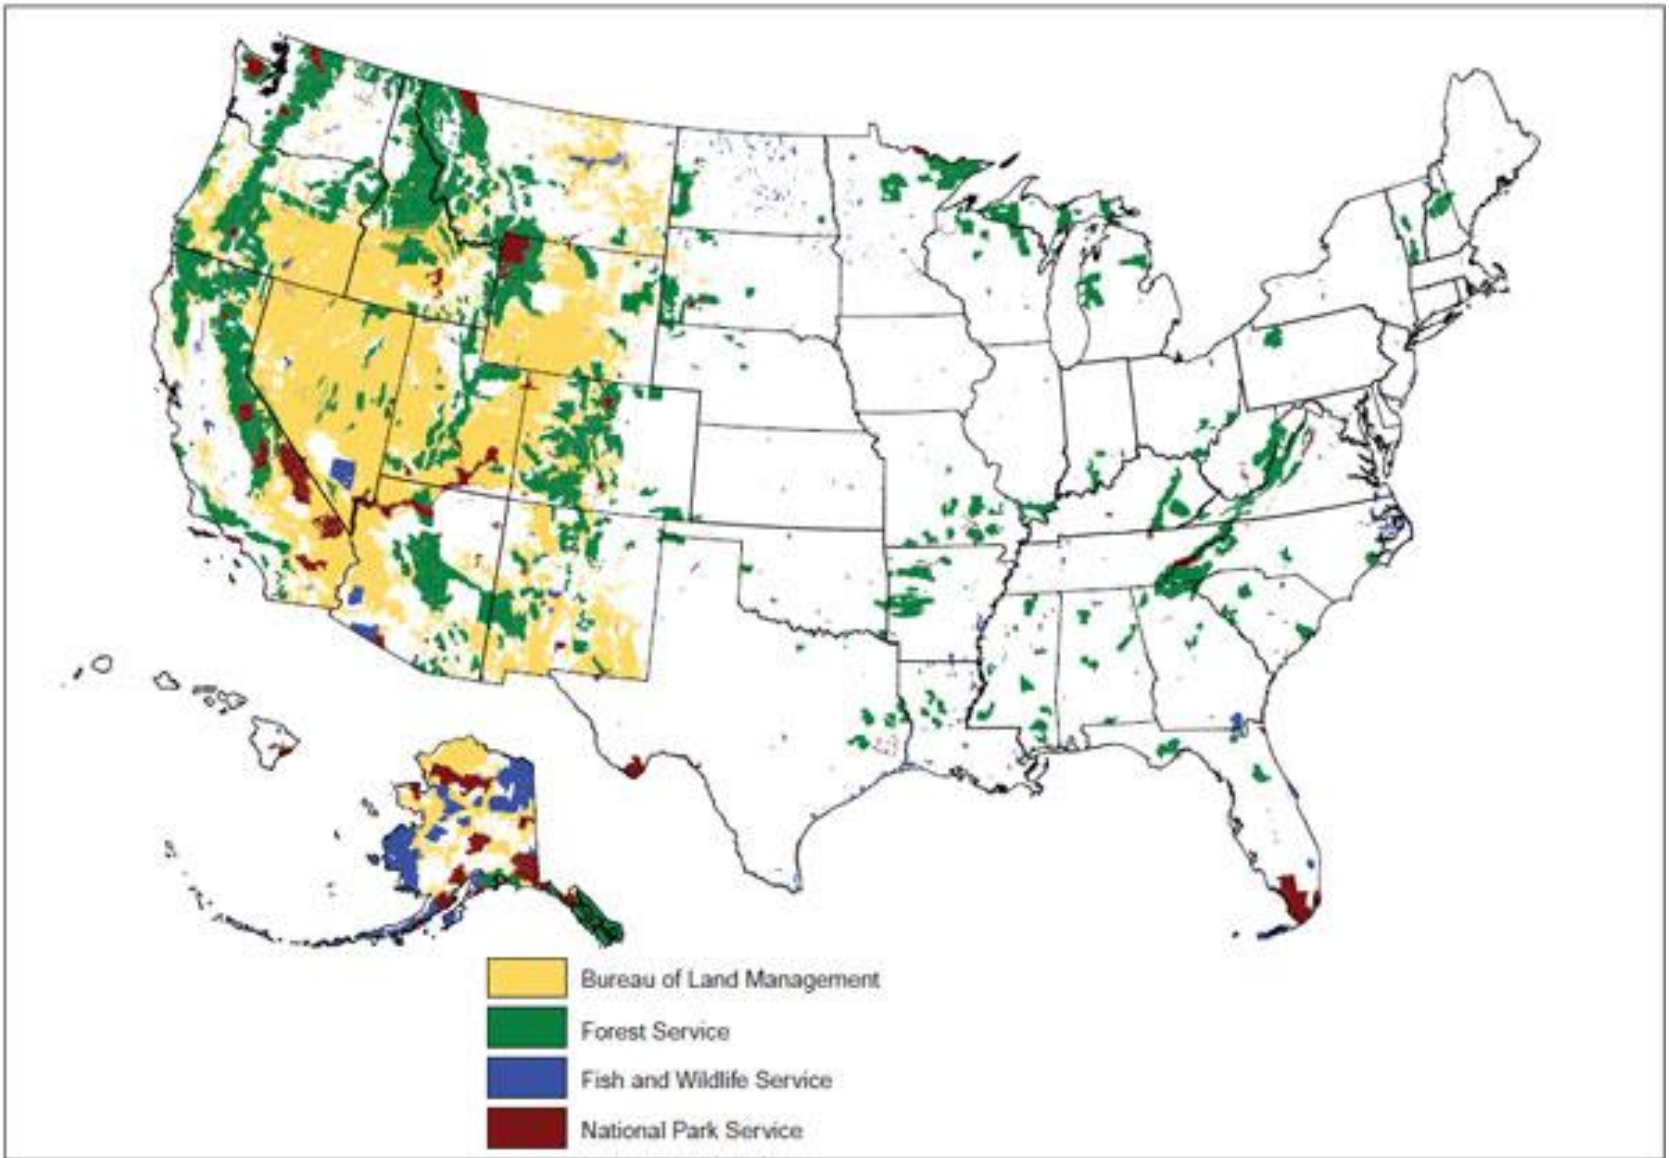 Bureau of Land Management
Forest Service
Fish and Wildlife Service
National Park Service